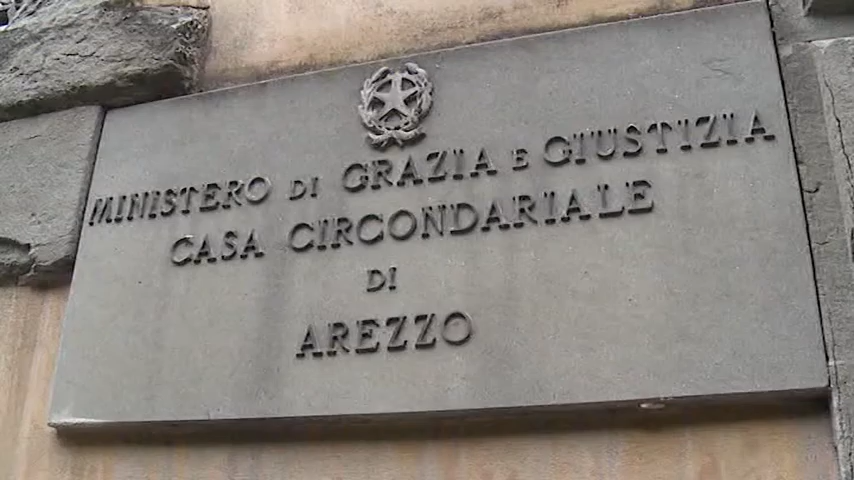 MINISTERO DI GRAZIA E GIUSTIZIA
CASA CIRCONDARIALE
DI
AREZZO